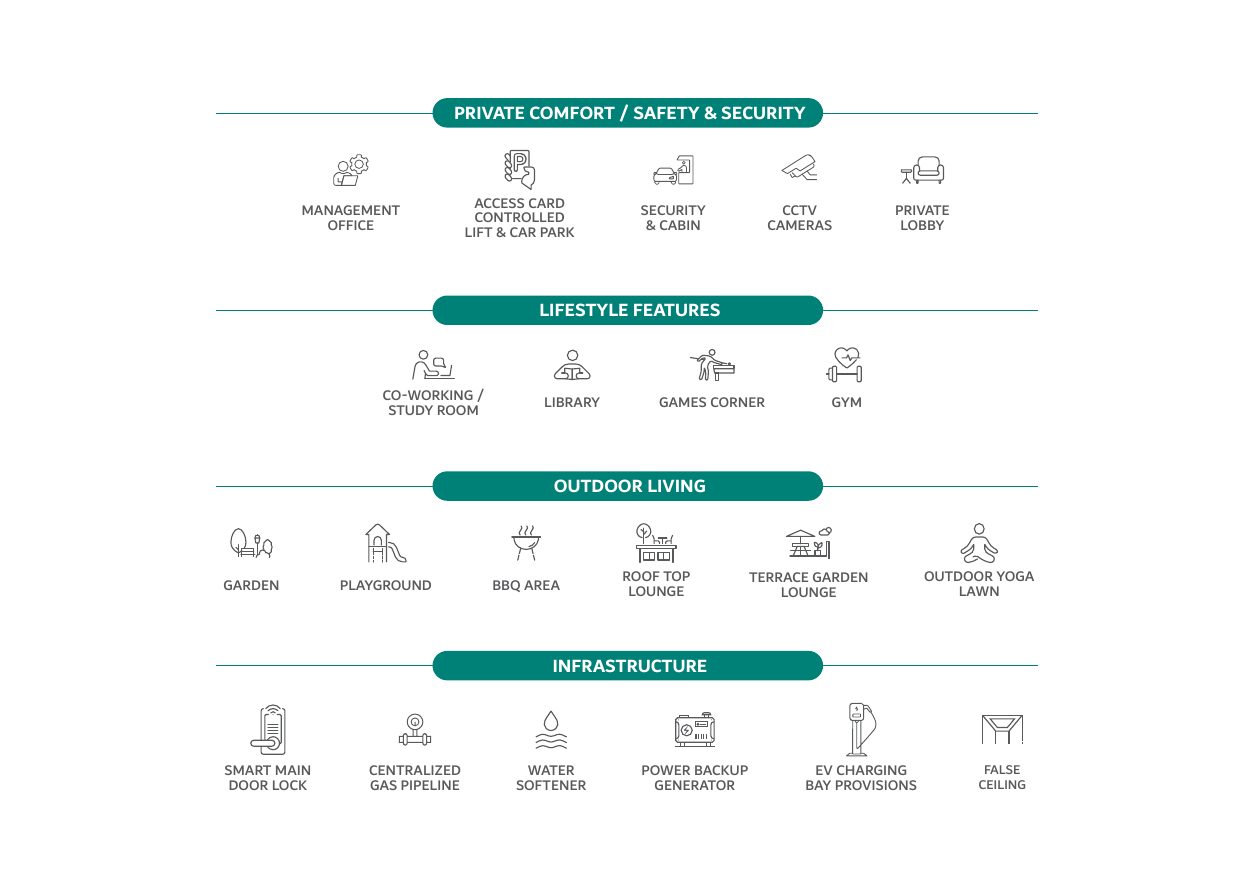 PRIVATE COMFORT / SAFETY & SECURITY
P
MANAGEMENT
OFFICE
ACCESS CARD
CONTROLLED
LIFT & CAR PARK
SECURITY
& CABIN
CCTV
CAMERAS
PRIVATE
LOBBY
LIFESTYLE FEATURES
CO-WORKING /
STUDY ROOM
LIBRARY
GAMES CORNER
GYM
OUTDOOR LIVING
GARDEN
PLAYGROUND
BBQ AREA
ROOF TOP
LOUNGE
TERRACE GARDEN
LOUNGE
OUTDOOR YOGA
LAWN
INFRASTRUCTURE
SMART MAIN
DOOR LOCK
CENTRALIZED
GAS PIPELINE
WATER
SOFTENER
POWER BACKUP
GENERATOR
EV CHARGING
BAY PROVISIONS
FALSE
CEILING